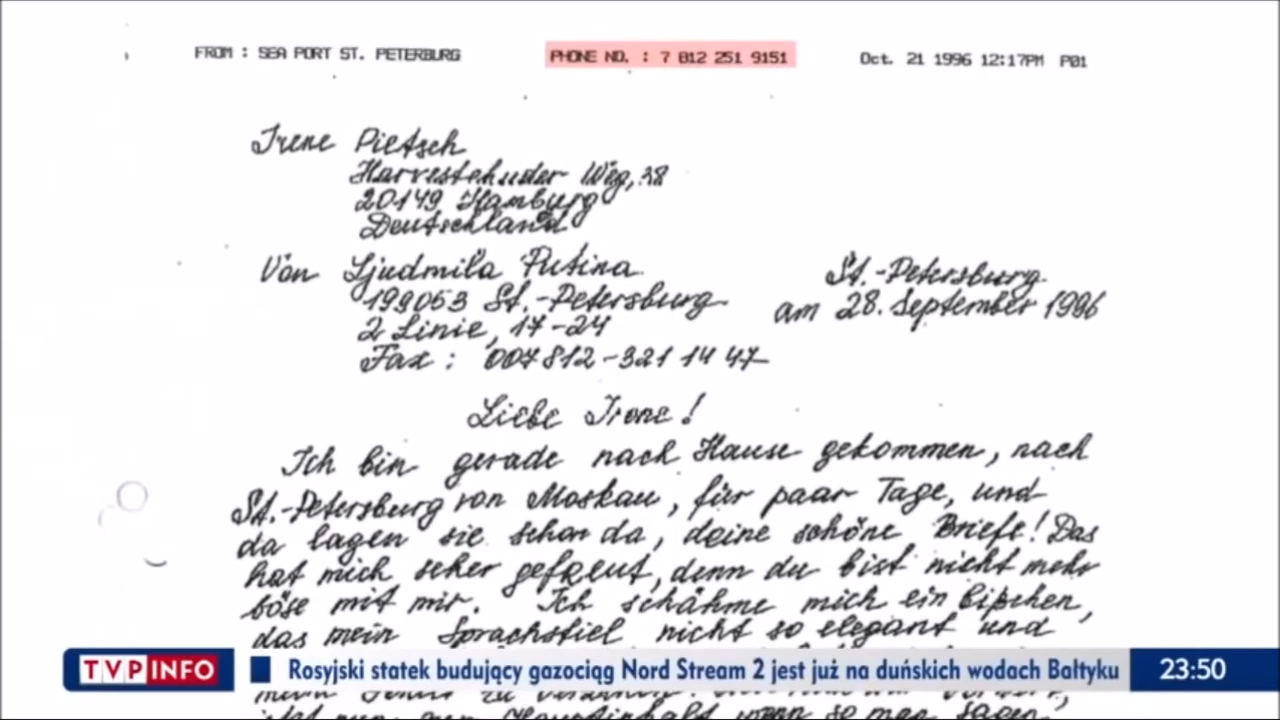 FROM : SEA PORT ST. PETERBURG PHONE NO. : 7 812 251 9151 Oct. 21 1996 12:17PM P01
Irene Pietsch
Harvestehuder Weg, 38
20149 Hamburg
Deutschland
Von Ljudmila Putina St.-Petersburg
199053 St.-Petersburg am 28. September 1996
2 Linie, 17-24
Fax: 007 812-321 14 47
Liebe Irene!
Ich bin gerade nach Hause gekommen, nach
St.-Petersburg von Moskau, für paar Tage, und
da lagen sie schon da, deine schöne Briefe! Das
hat mich seher gefreut, denn du bist nicht mehr
böse mit mir. Ich schähme mich ein bißchen,
das mein Sprachstiel nicht so elegant und
TVP INFO
Rosyjski statek budujący gazociąg Nord Stream 2 jest już na duńskich wodach Bałtyku 23:50
wenn so mag sagen